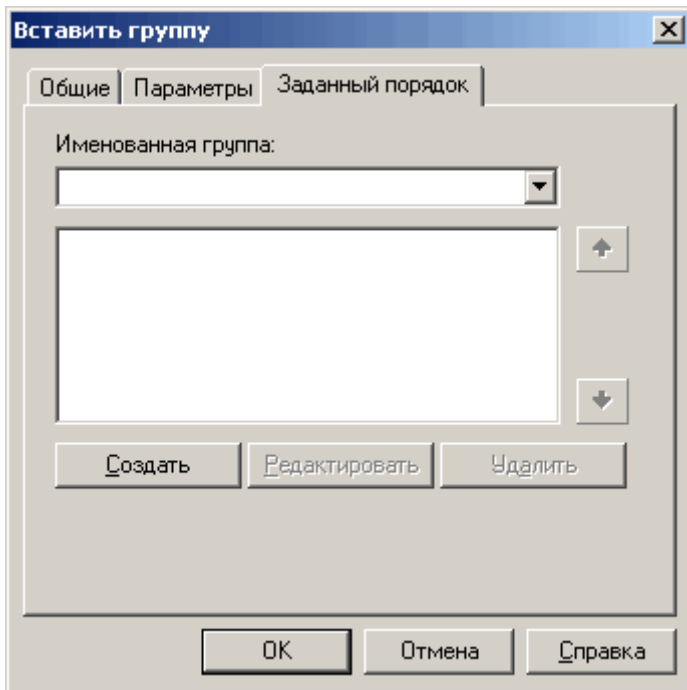 Вставить группу
Общие Параметры Заданный порядок
Именованная группа:
Создать Редактировать Удалить
OK Отмена Справка